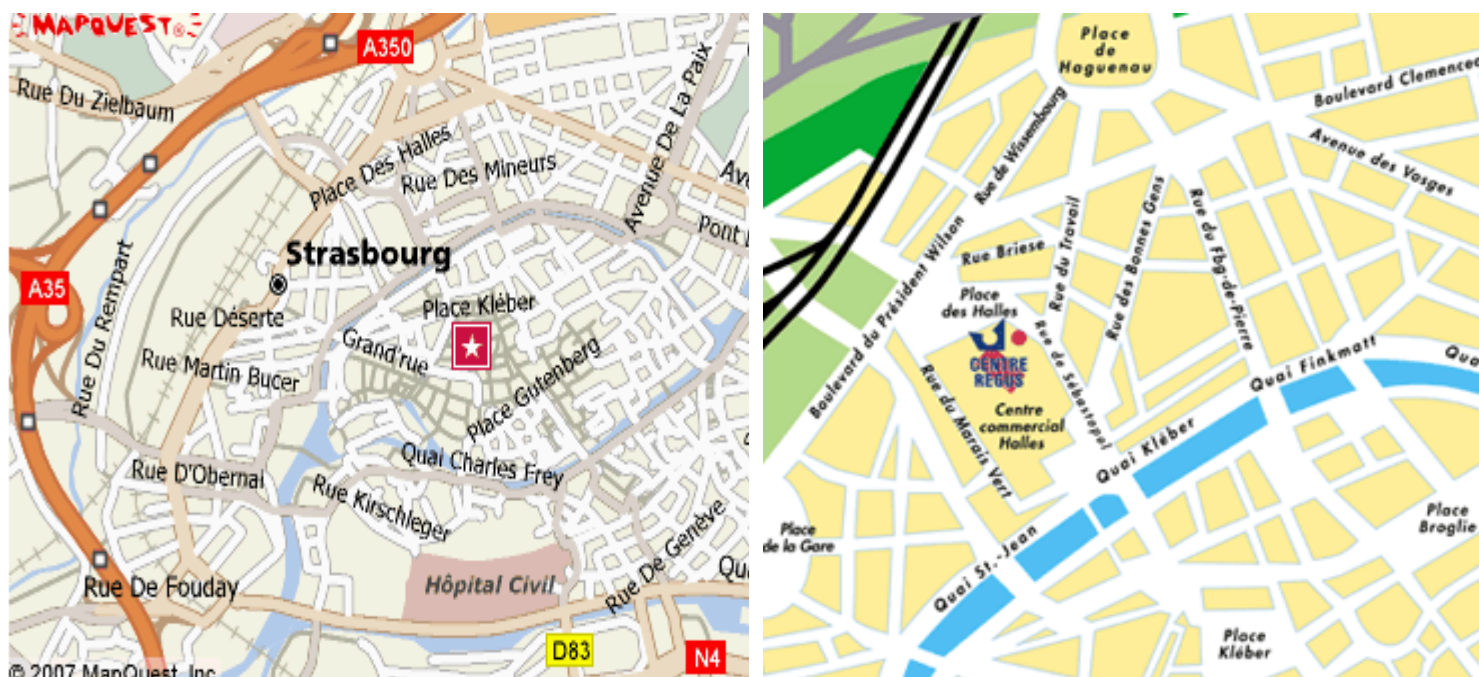 MAPQUEST®
A350
Rue Du Zielbaum
Avenue De La Paix
Place Des Halles
Rue Des Mineurs
Pont
Strasbourg
A35
Rue Du Rempart
Rue Déserte
Place Kléber
Grand'rue
Rue Martin Bucer
Place Gutenberg
Rue D'Obernai
Quai Charles Frey
Rue Kirschleger
Rue De Genève
Hôpital Civil
Rue De Fouday
D83
N4
© 2007 MapQuest Inc
Place
de
Haguenau
Boulevard Clemenceau
Rue de Wissembourg
Avenue des Vosges
Rue Briese
Rue du Travail
Rue des Bonnes Gens
Rue du Fbg-de-Pierre
Boulevard du Président Wilson
Place
des Halles
CENTRE
REGUS
Rue de Sébastopol
Rue du Marais Vert
Centre
commercial
Halles
Quai Finkmatt
Quai Kléber
Place
Broglie
Place
de la Gare
Quai St.-Jean
Place
Kléber